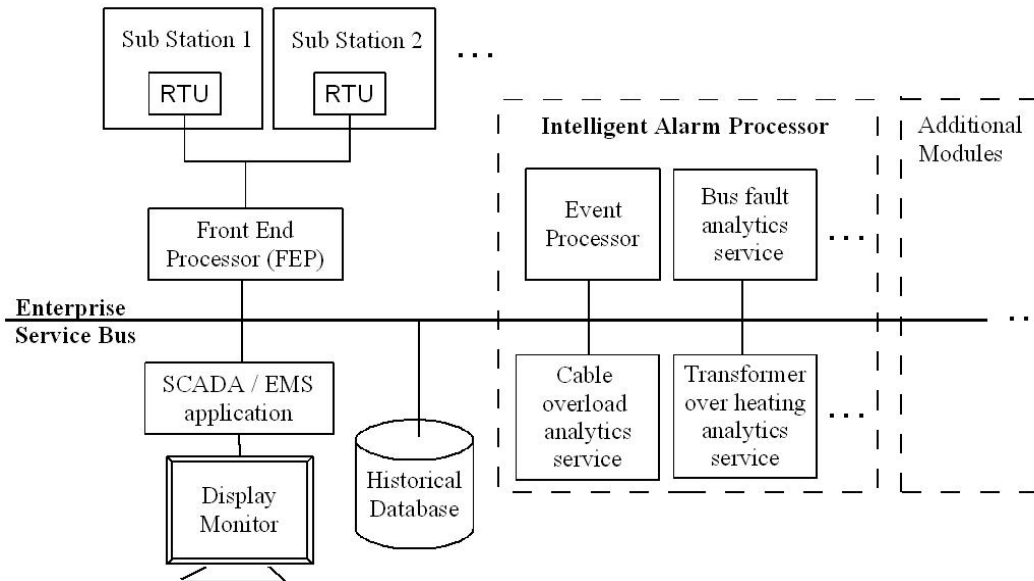 Sub Station 1
RTU
Sub Station 2
RTU
...
Front End
Processor (FEP)
Enterprise
Service Bus
SCADA / EMS
application
Display
Monitor
Historical
Database
Intelligent Alarm Processor
Event
Processor
Bus fault
analytics
service
...
Cable
overload
analytics
service
Transformer
over heating
analytics
service
...
Additional
Modules
...